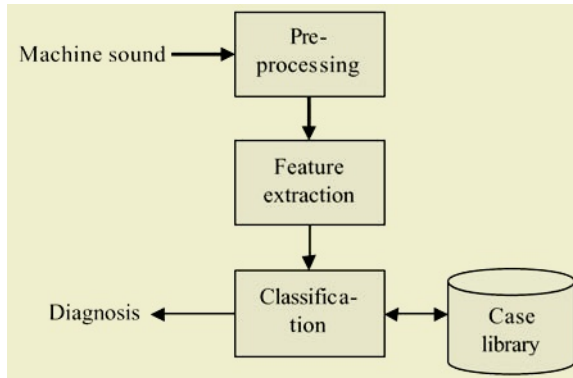 Pre-
Machine sound
processing
Feature
extraction
Classifica-
tion
Diagnosis
Case
library